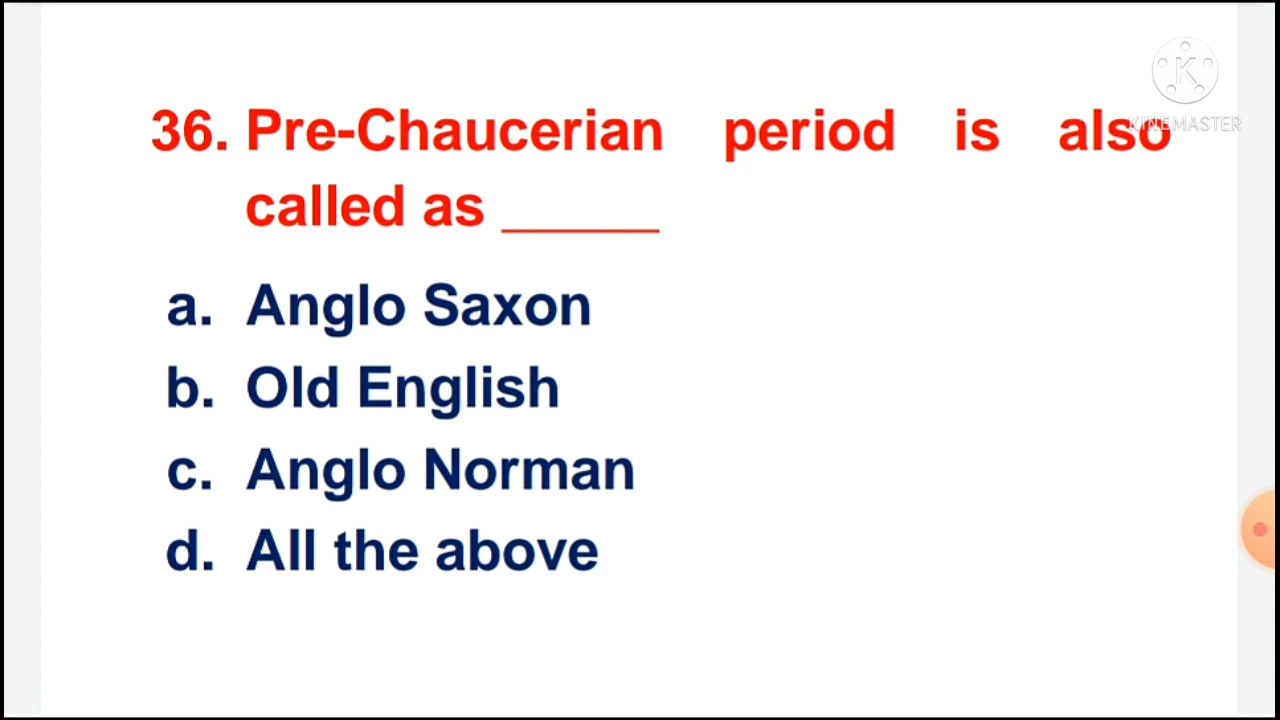 36. Pre-Chaucerian period is also
called as _____
a. Anglo Saxon
b. Old English
c. Anglo Norman
d. All the above
K
KINEMASTER